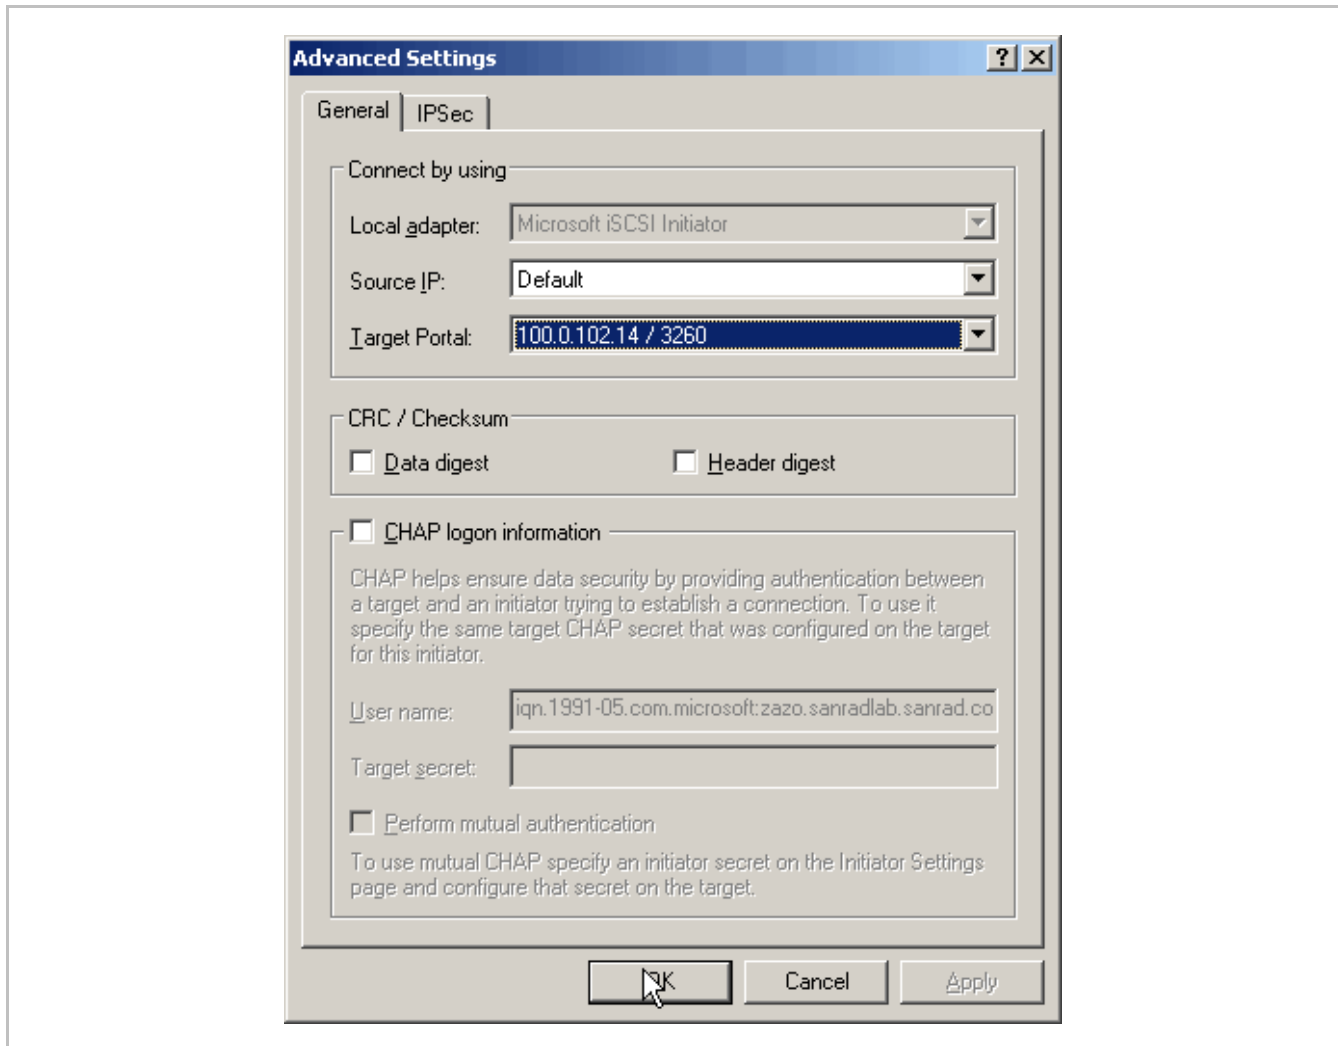 Advanced Settings
General IPSec
Connect by using
Local adapter: Microsoft iSCSI Initiator
Source IP: Default
Target Portal: 100.0.102.14 / 3260
CRC / Checksum
Data digest Header digest
CHAP logon information
CHAP helps ensure data security by providing authentication between
a target and an initiator trying to establish a connection. To use it
specify the same target CHAP secret that was configured on the target
for this initiator.
User name: iqn.1991-05.com.microsoft:zazo.sanradlab.sanrad.co
Target secret:
Perform mutual authentication
To use mutual CHAP specify an initiator secret on the Initiator Settings
page and configure that secret on the target.
OK Cancel Apply